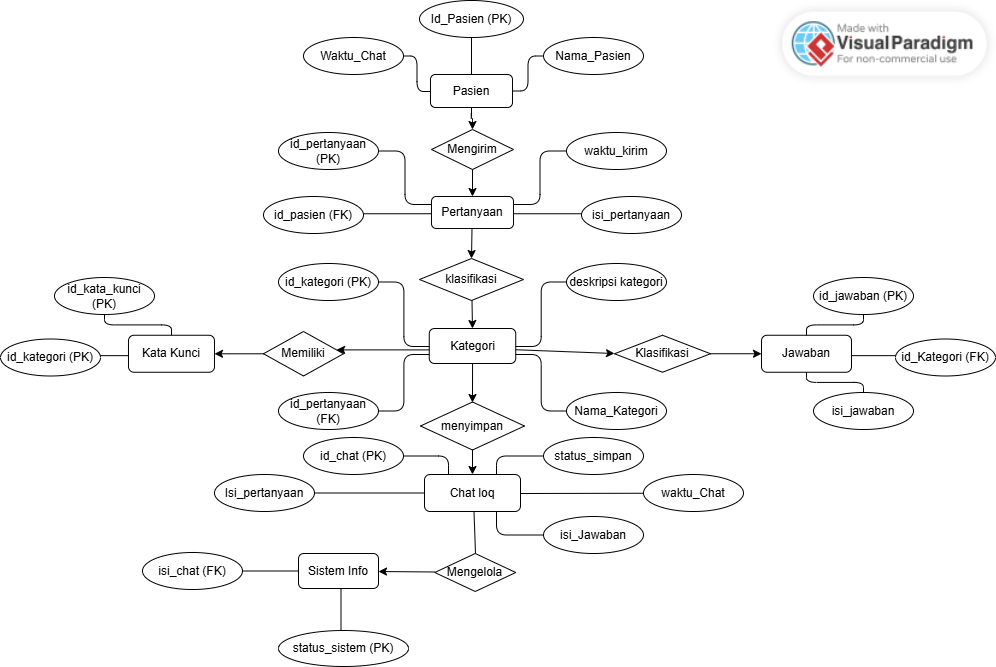 Id_Pasien (PK)
Made with
VisualParadigm
For non-commercial use
Waktu_Chat
Nama_Pasien
Pasien
Mengirim
id_pertanyaan
(PK)
waktu_kirim
id_pasien (FK)
Pertanyaan
isi_pertanyaan
klasifikasi
id_kategori (PK)
deskripsi kategori
id_kata_kunci
(PK)
id_jawaban (PK)
Kata Kunci
id_kategori (PK)
Memiliki
Kategori
Klasifikasi
Jawaban
id_Kategori (FK)
id_pertanyaan
(FK)
Nama_Kategori
isi_jawaban
menyimpan
id_chat (PK)
status_simpan
Isi_pertanyaan
Chat loq
waktu_Chat
isi_Jawaban
isi_chat (FK)
Sistem Info
Mengelola
status_sistem (PK)